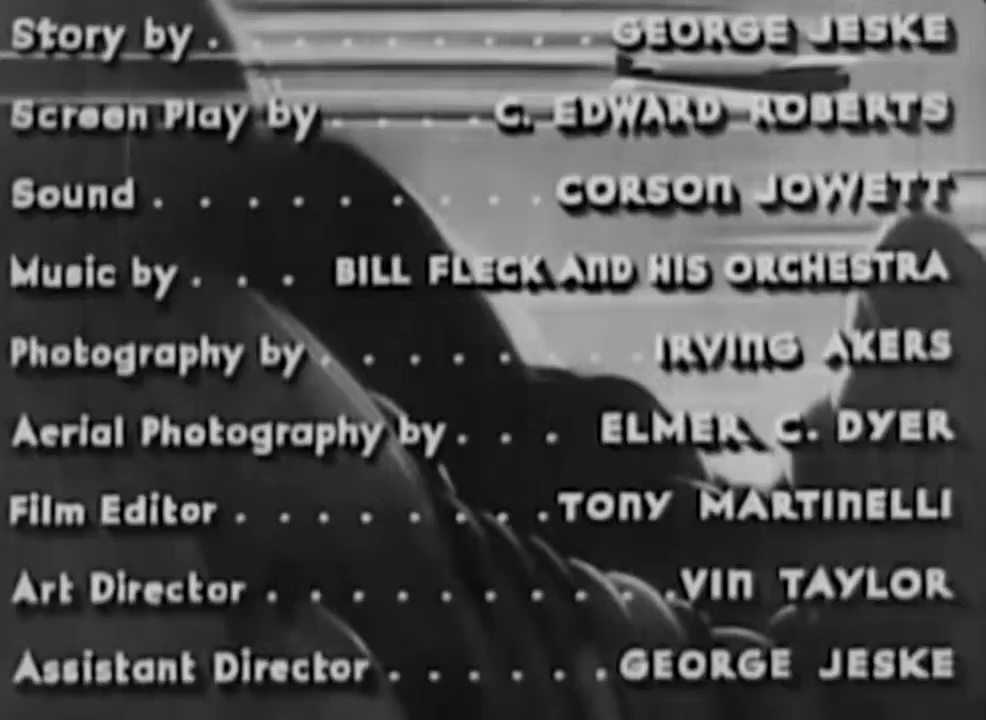 Story by . . . . . . . . . GEORGE JESKE
Screen Play by . . . . C. EDWARD ROBERTS
Sound . . . . . . . . . CORSON JOWETT
Music by . . . BILL FLECK AND HIS ORCHESTRA
Photography by . . . . . . . . IRVING AKERS
Aerial Photography by . . . ELMER C. DYER
Film Editor . . . . . . . . TONY MARTINELLI
Art Director . . . . . . . . . . VIN TAYLOR
Assistant Director . . . . . . GEORGE JESKE